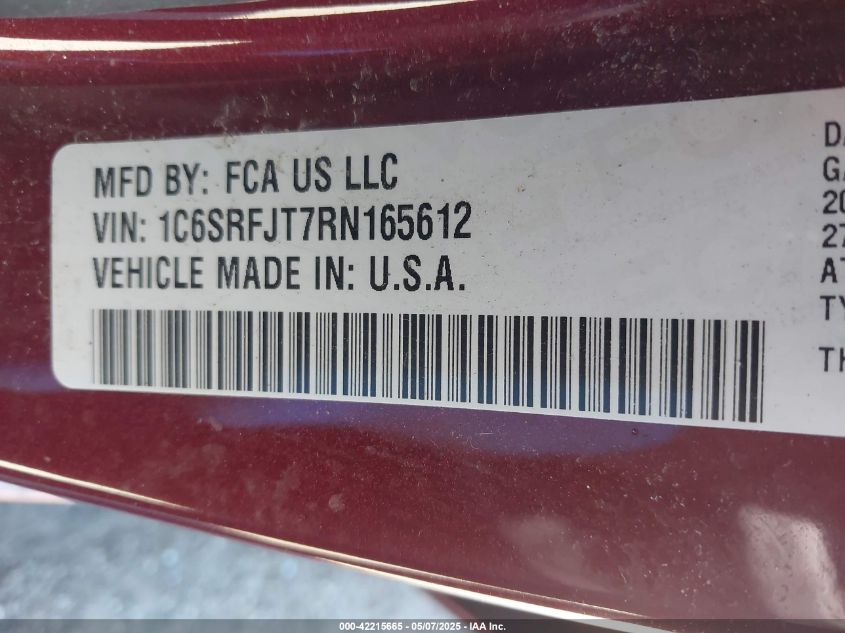 MFD BY: FCA US LLC
VIN: 1C6SRFJT7RN165612
VEHICLE MADE IN: U.S.A.
000-42215665 - 05/07/2025 - IAA Inc.